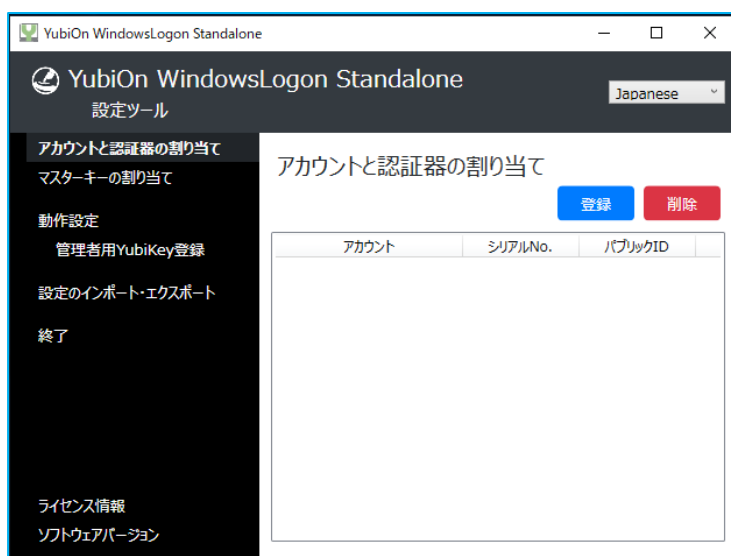 YubiOn WindowsLogon Standalone
YubiOn WindowsLogon Standalone
設定ツール
Japanese
アカウントと認証器の割り当て
マスターキーの割り当て
動作設定
管理者用YubiKey登録
設定のインポート・エクスポート
終了
ライセンス情報
ソフトウェアバージョン
アカウントと認証器の割り当て
登録 削除
アカウント シリアルNo. パブリックID